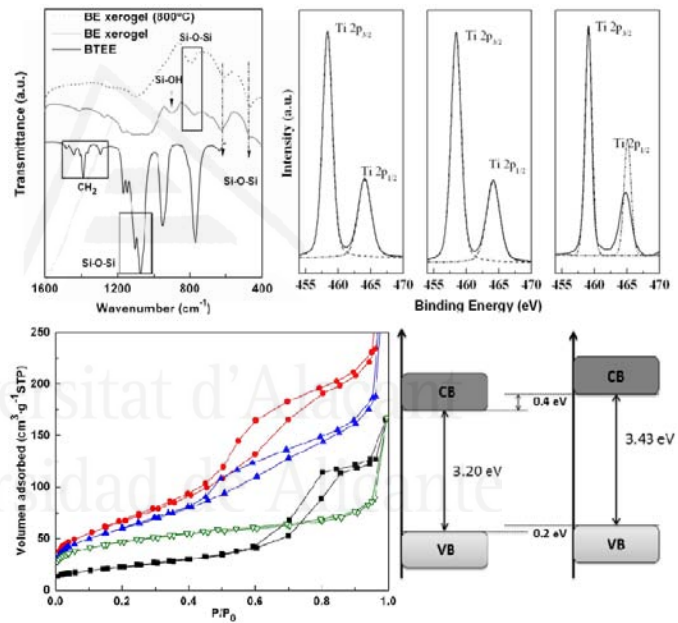 BE xerogel (800°C)
BE xerogel
BTEE
Si-O-Si
Si-OH
CH2
Si-O-Si
Si-O-Si
Transmittance (a.u.)
1600 1200 800 400
Wavenumber (cm-1)
Ti 2p3/2
Ti 2p1/2
Ti 2p3/2
Ti 2p1/2
Ti 2p3/2
Ti 2p1/2
Intensity (a.u.)
455 460 465 470
455 460 465 470
455 460 465 470
Binding Energy (eV)
250
200
150
100
50
0
0.0 0.2 0.4 0.6 0.8 1.0
Volumen adsorbed (cm3·g-1STP)
P/P0
CB
3.20 eV
VB
0.4 eV
0.2 eV
CB
3.43 eV
VB
ersitat d'Alacant
ersidad de Alicante